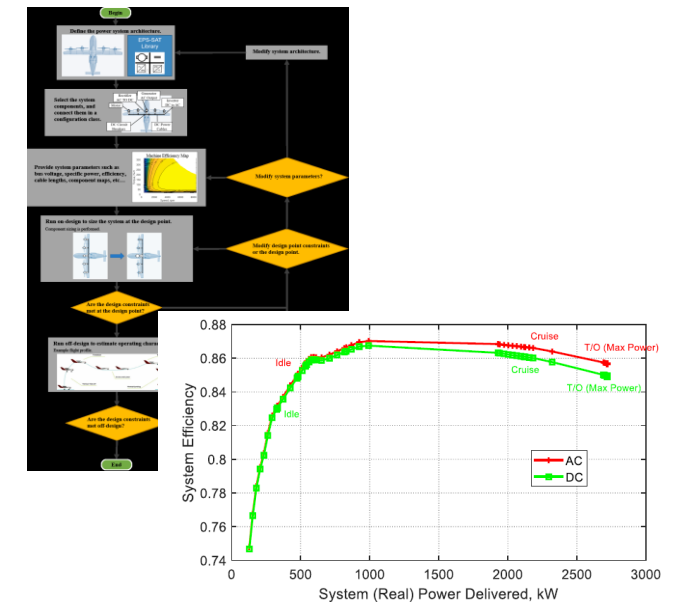 Begin
Define the power system architecture.
EPS-SAT
Library
Modify system architecture.
Select the system
components, and
connect them in a
configuration class.
Provide system parameters such as
bus voltage, specific power, efficiency,
cable lengths, component maps, etc…
Machine Efficiency Map
Modify system parameters?
Run on-design to size the system at the design point.
Component sizing is performed.
Modify design point constraints
or the design point.
Are the design constraints
met at the design point?
Run off design to estimate operating
Example flight profile
Are the design constraints
met off design?
End
0.88
0.86
0.84
0.82
0.8
0.78
0.76
0.74
System Efficiency
Idle
Idle
Cruise
Cruise
T/O (Max Power)
T/O (Max Power)
AC
DC
0
500
1000
1500
2000
2500
3000
System (Real) Power Delivered, kW